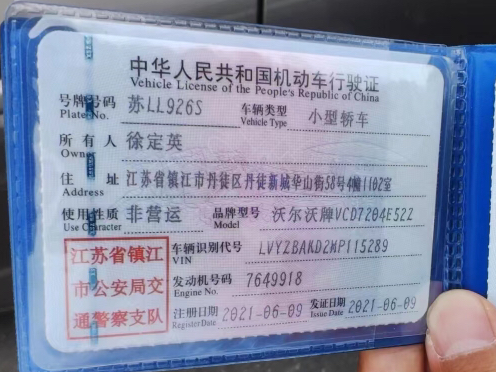 中华人民共和国机动车行驶证
Vehicle License of the People's Republic of China
号牌号码 苏LL926S 车辆类型 小型轿车
Plate No. Vehicle Type
所有人 徐定英
Owner
住址 江苏省镇江市丹徒区丹徒新城华山街58号4幢1102室
Address
使用性质 非营运 品牌型号 沃尔沃牌VCD7204E52Z
Use Character Model
江苏省镇江
市公安局交
通警察支队
车辆识别代号 LVYZBAKD2MP115289
VIN
发动机号码 7649918
Engine No.
注册日期 2021-06-09 发证日期 2021-06-09
Register Date Issue Date